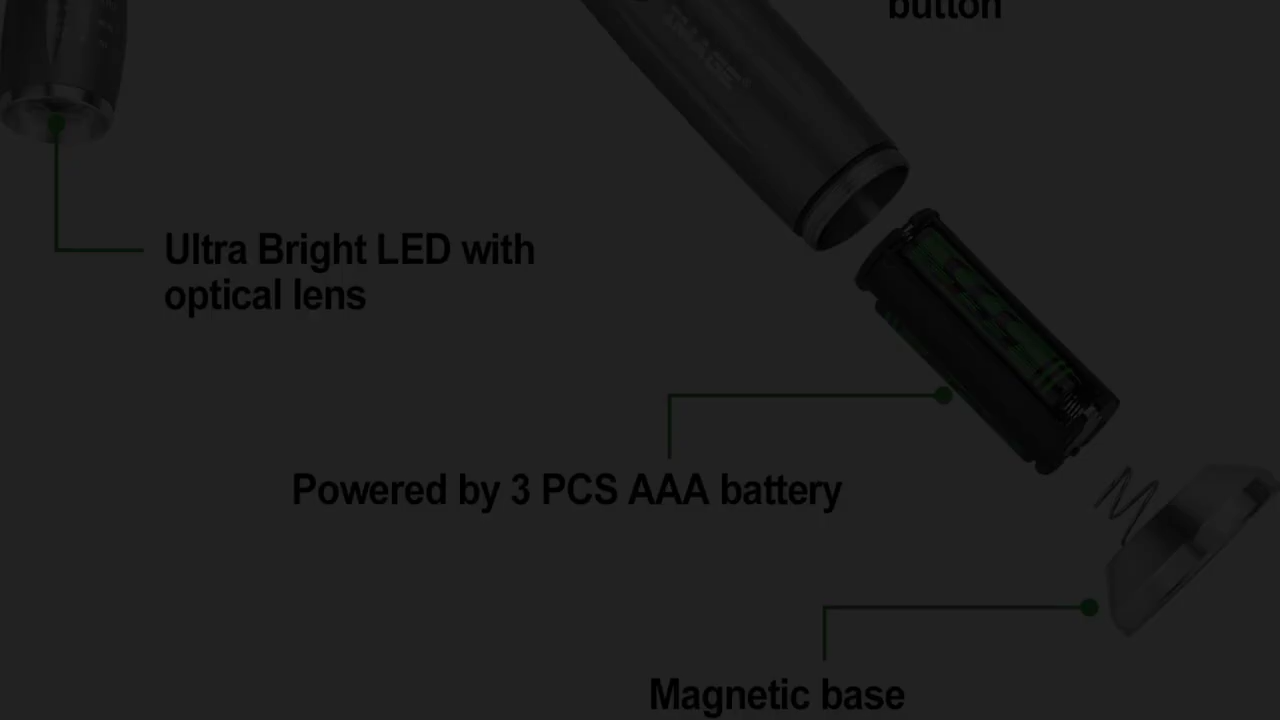 button
Ultra Bright LED with
optical lens
Powered by 3 PCS AAA battery
Magnetic base